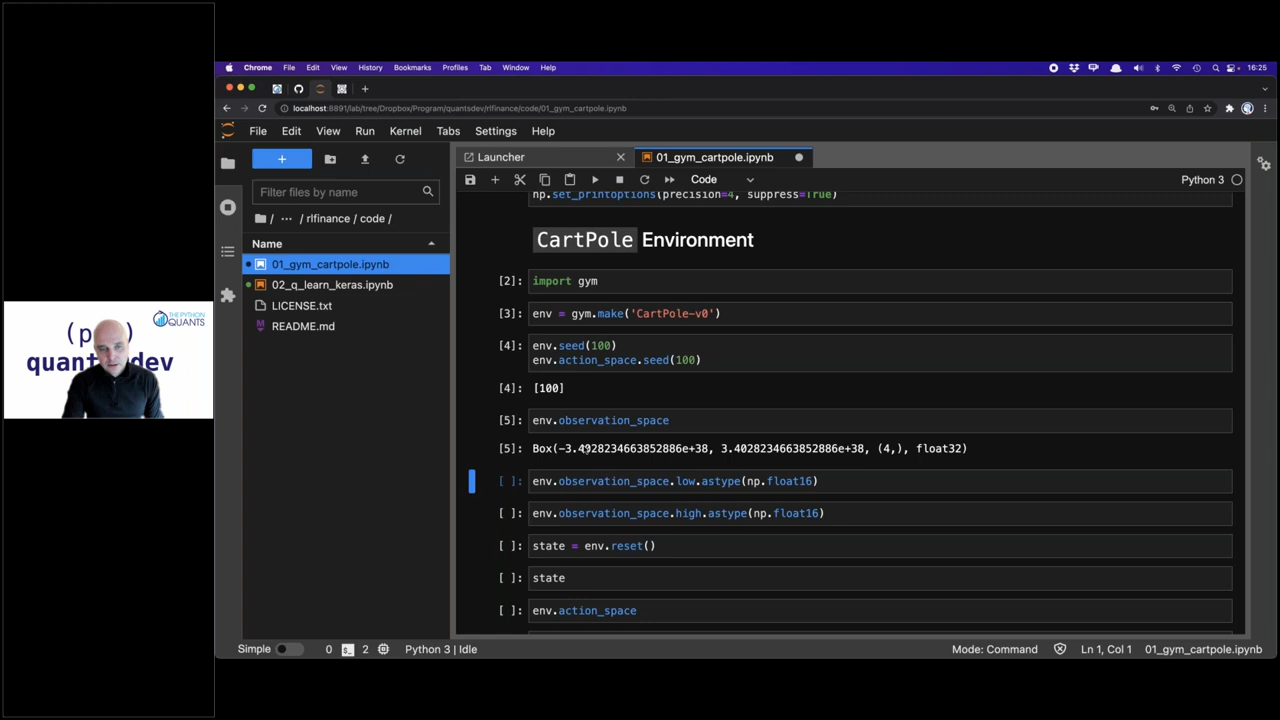 Chrome File Edit View History Bookmarks Profiles Tab Window Help 16:25
localhost:8891/lab/tree/Dropbox/Program/quantsdev/rlfinance/code/01_gym_cartpole.ipynb
File Edit View Run Kernel Tabs Settings Help
Launcher 01_gym_cartpole.ipynb
Code Python 3
Filter files by name
/ ... / rlfinance / code /
Name
01_gym_cartpole.ipynb
02_q_learn_keras.ipynb
LICENSE.txt
README.md
np.set_printoptions(precision=4, suppress=True)
CartPole Environment
[2]: import gym
[3]: env = gym.make('CartPole-v0')
[4]: env.seed(100)
env.action_space.seed(100)
[4]: [100]
[5]: env.observation_space
[5]: Box(-3.4028234663852886e+38, 3.4028234663852886e+38, (4,), float32)
[ ]: env.observation_space.low.astype(np.float16)
[ ]: env.observation_space.high.astype(np.float16)
[ ]: state = env.reset()
[ ]: state
[ ]: env.action_space
THE PYTHON
QUANTS
Simple 0 2 Python 3 | Idle Mode: Command Ln 1, Col 1 01_gym_cartpole.ipynb